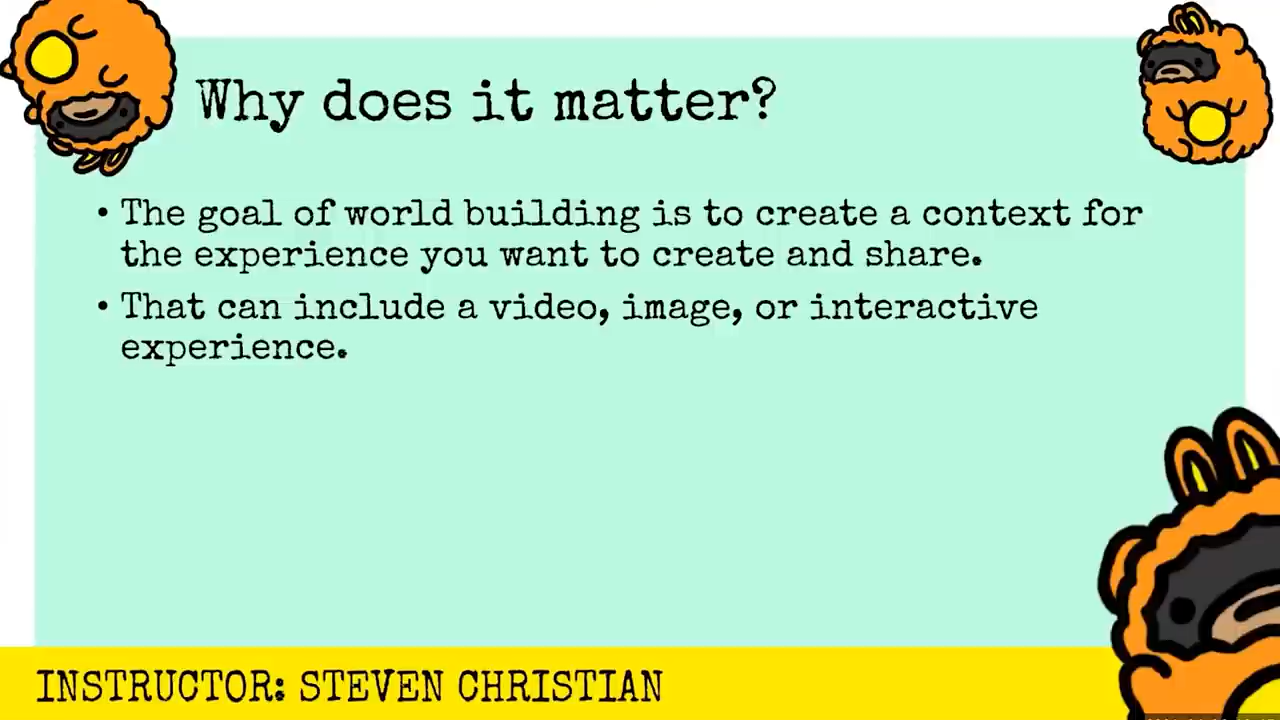 Why does it matter?
• The goal of world building is to create a context for
the experience you want to create and share.
• That can include a video, image, or interactive
experience.
INSTRUCTOR: STEVEN CHRISTIAN